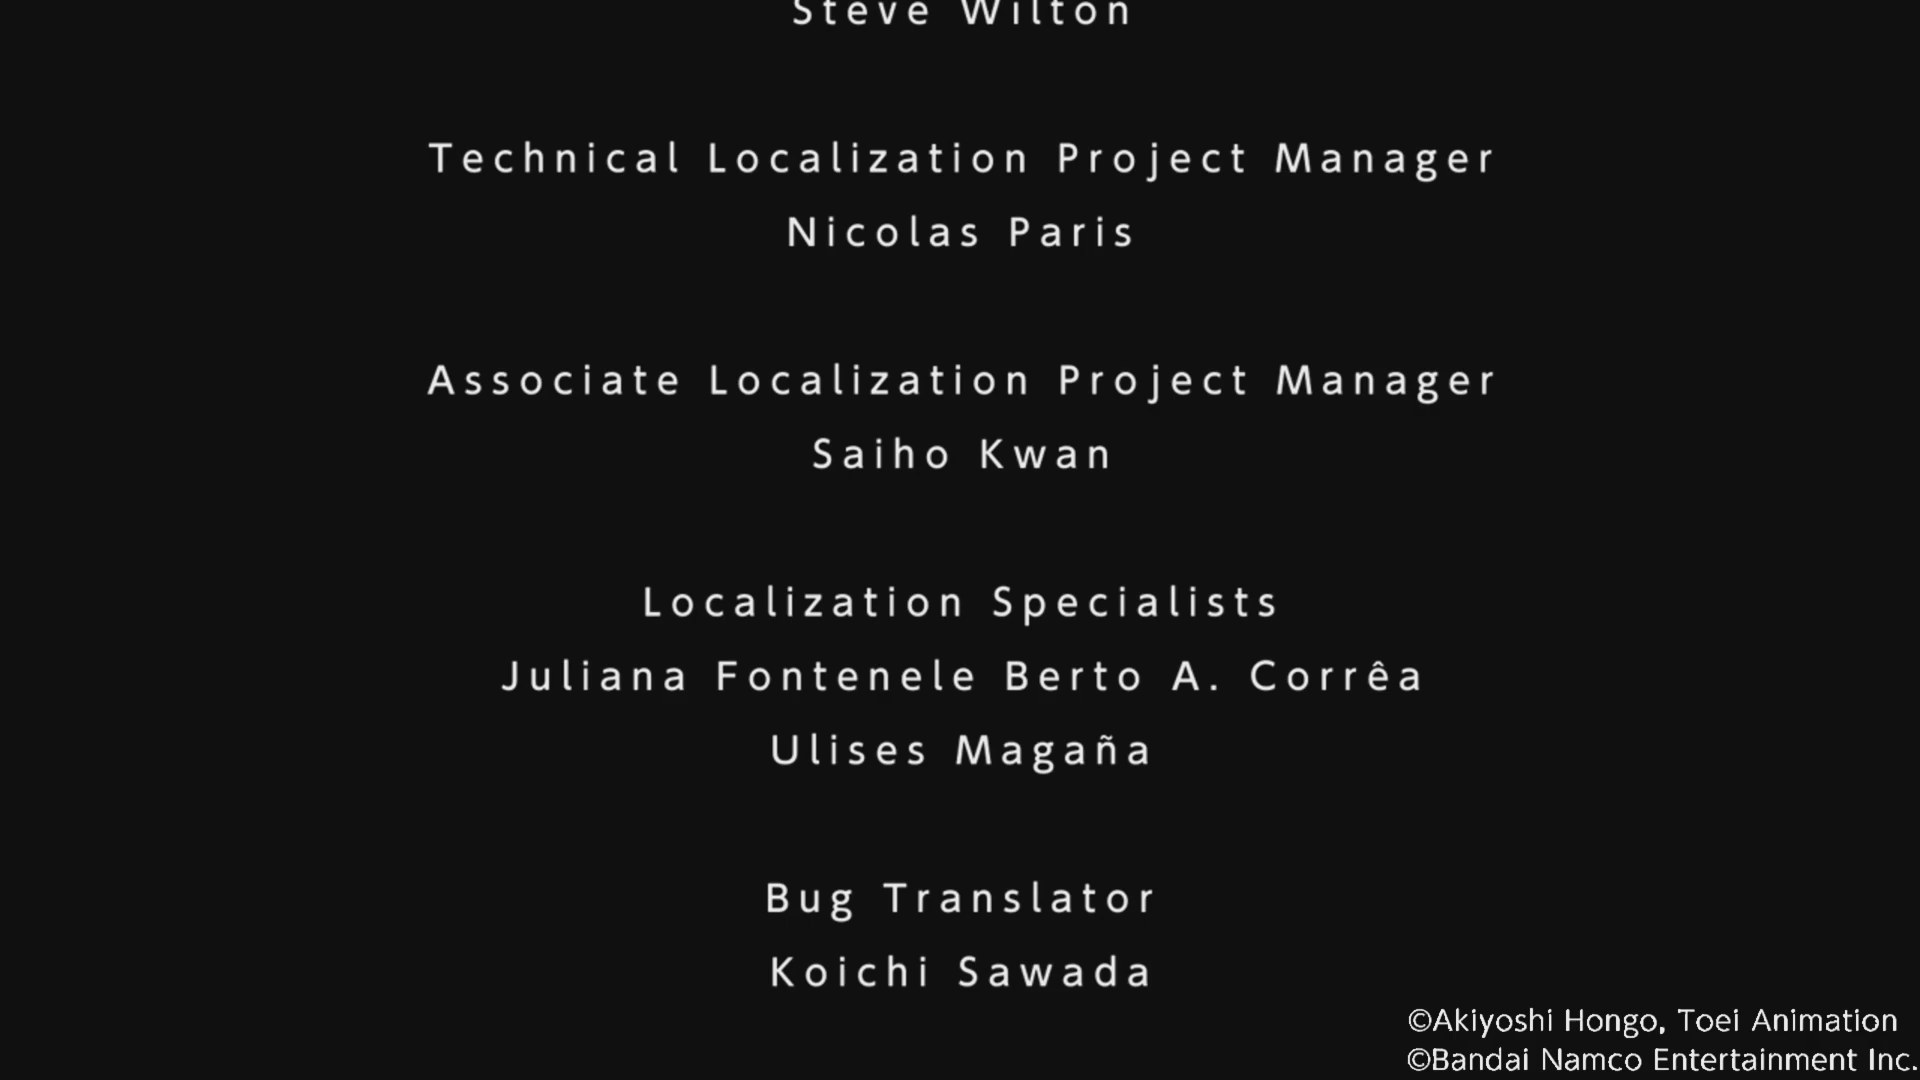 Steve Wilton
Technical Localization Project Manager
Nicolas Paris
Associate Localization Project Manager
Saiho Kwan
Localization Specialists
Juliana Fontenele Berto A. Corrêa
Ulises Magaña
Bug Translator
Koichi Sawada
©Akiyoshi Hongo, Toei Animation
©Bandai Namco Entertainment Inc.